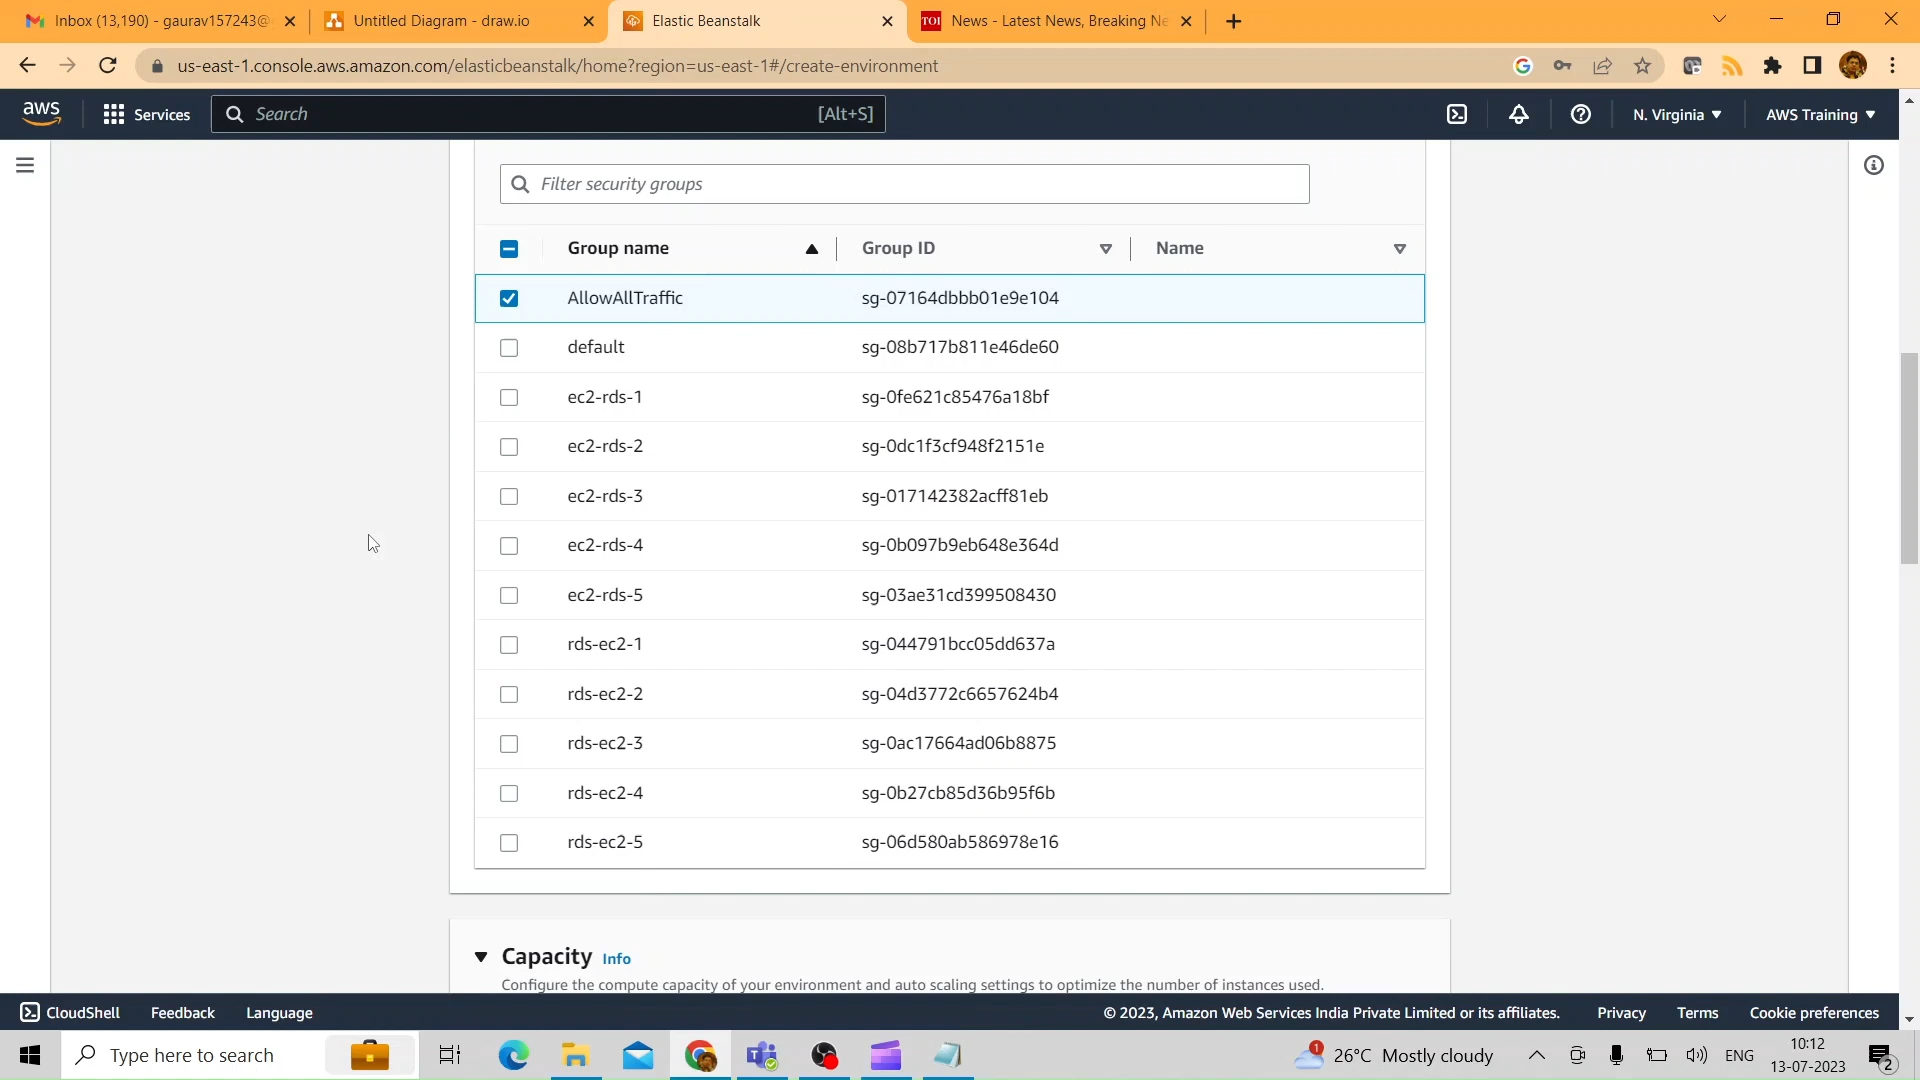 Inbox (13,190) - gaurav157243@
Untitled Diagram - draw.io
Elastic Beanstalk
TOI
News - Latest News, Breaking Ne
us-east-1.console.aws.amazon.com/elasticbeanstalk/home?region=us-east-1#/create-environment
aws
Services
Search
[Alt+S]
N. Virginia
AWS Training
Filter security groups
Group name
Group ID
Name
AllowAllTraffic
sg-07164dbbb01e9e104
default
sg-08b717b811e46de60
ec2-rds-1
sg-0fe621c85476a18bf
ec2-rds-2
sg-0dc1f3cf948f2151e
ec2-rds-3
sg-017142382acff81eb
ec2-rds-4
sg-0b097b9eb648e364d
ec2-rds-5
sg-03ae31cd399508430
rds-ec2-1
sg-044791bcc05dd637a
rds-ec2-2
sg-04d3772c6657624b4
rds-ec2-3
sg-0ac17664ad06b8875
rds-ec2-4
sg-0b27cb85d36b95f6b
rds-ec2-5
sg-06d580ab586978e16
Capacity Info
Configure the compute capacity of your environment and auto scaling settings to optimize the number of instances used.
CloudShell
Feedback
Language
© 2023, Amazon Web Services India Private Limited or its affiliates.
Privacy
Terms
Cookie preferences
Type here to search
1
26°C Mostly cloudy
ENG
10:12
13-07-2023
2